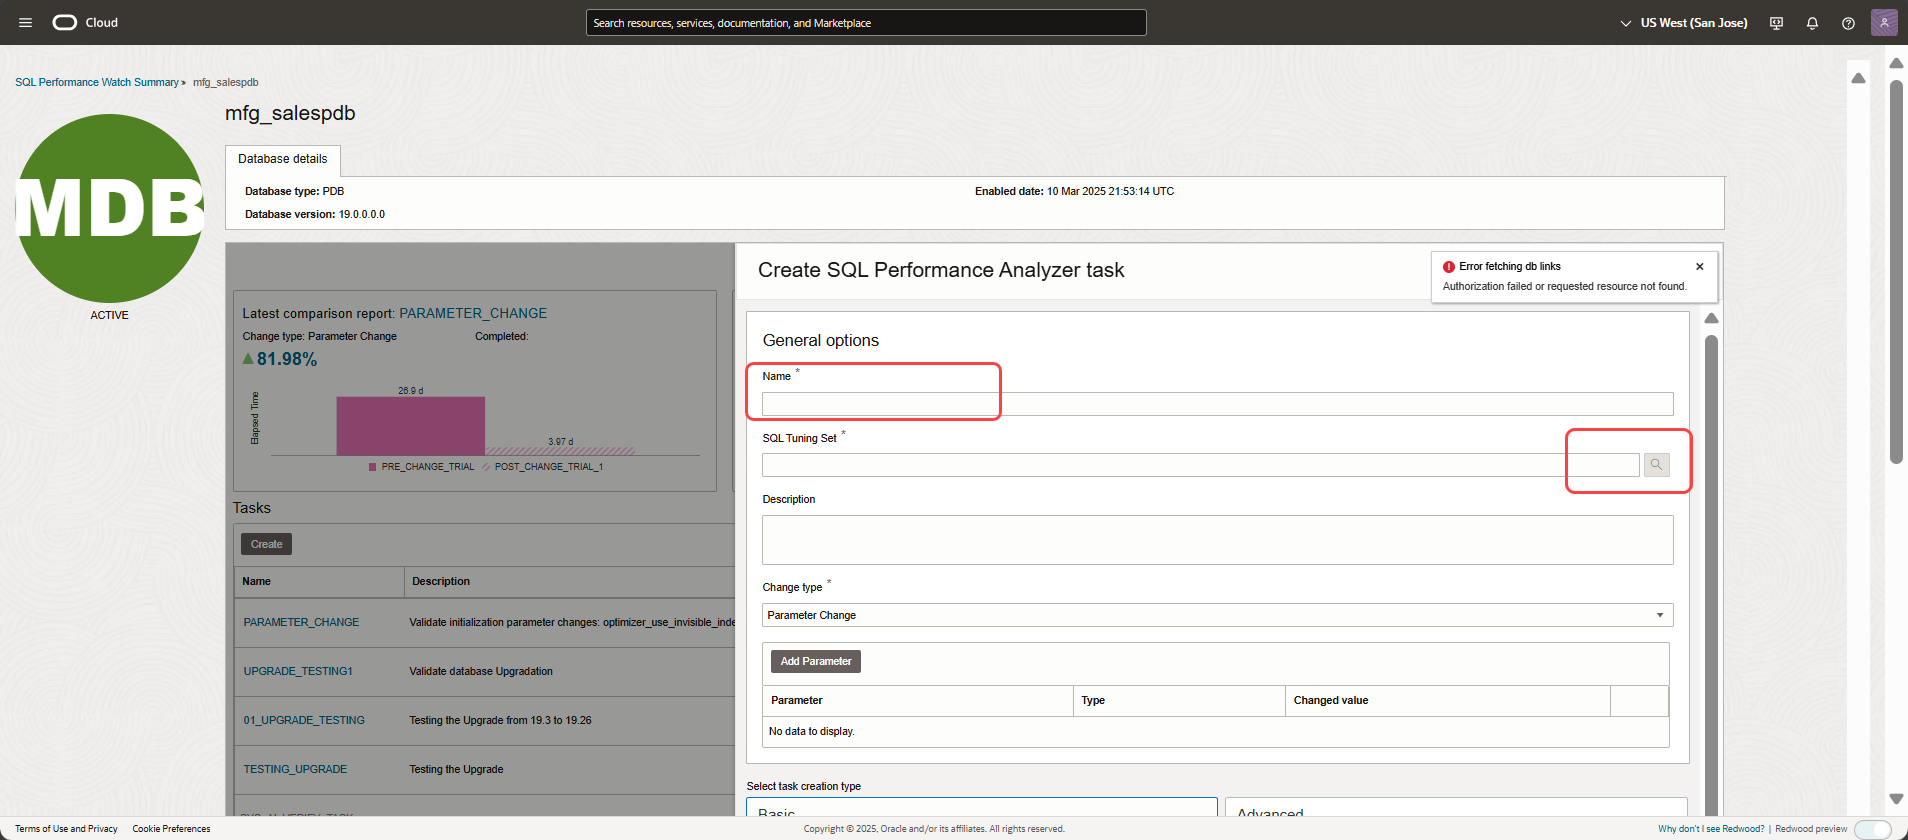 Cloud
Search resources, services, documentation, and Marketplace
US West (San Jose)
SQL Performance Watch Summary » mfg_salespdb
MDB
ACTIVE
mfg_salespdb
Database details
Database type: PDB
Enabled date: 10 Mar 2025 21:53:14 UTC
Database version: 19.0.0.0.0
Latest comparison report: PARAMETER_CHANGE
Change type: Parameter Change
Completed:
81.98%
Elapsed Time
26.9 d
3.97 d
PRE_CHANGE_TRIAL
POST_CHANGE_TRIAL_1
Tasks
Create
Name
Description
PARAMETER_CHANGE
Validate initialization parameter changes: optimizer_use_invisible_inde
UPGRADE_TESTING1
Validate database Upgradation
01_UPGRADE_TESTING
Testing the Upgrade from 19.3 to 19.26
TESTING_UPGRADE
Testing the Upgrade
Create SQL Performance Analyzer task
Error fetching db links
Authorization failed or requested resource not found.
General options
Name *
SQL Tuning Set *
Description
Change type *
Parameter Change
Add Parameter
Parameter
Type
Changed value
No data to display.
Select task creation type
Basic
Advanced
Terms of Use and Privacy
Cookie Preferences
Copyright © 2025, Oracle and/or its affiliates. All rights reserved.
Why don't I see Redwood? | Redwood preview